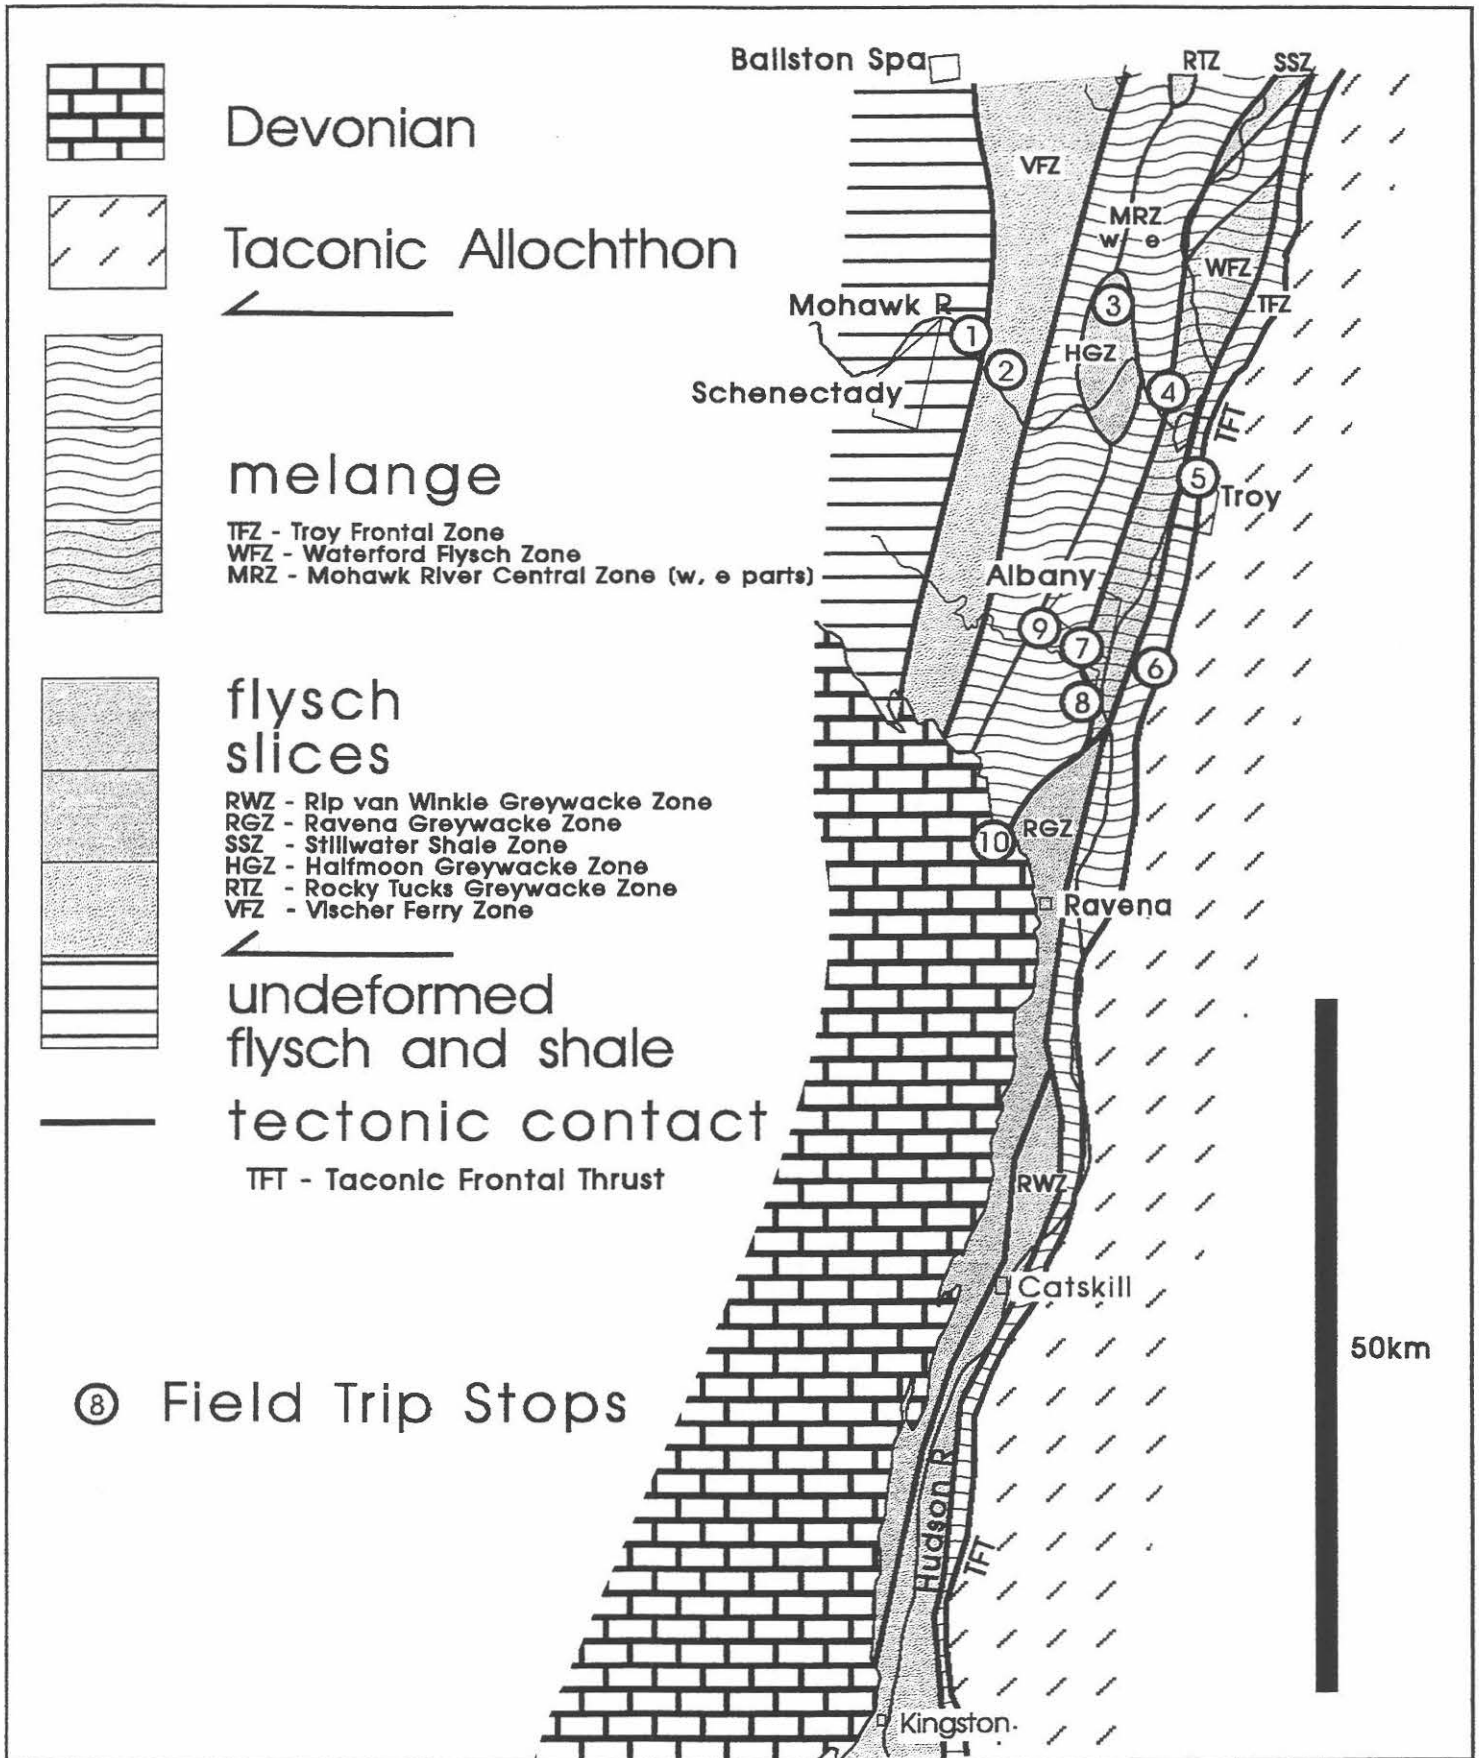 Devonian
Taconic Allochthon
melange
TFZ - Troy Frontal Zone
WFZ - Waterford Flysch Zone
MRZ - Mohawk River Central Zone (w, e parts)
flysch
slices
RWZ - Rip van Winkle Greywacke Zone
RGZ - Ravena Greywacke Zone
SSZ - Stillwater Shale Zone
HGZ - Halfmoon Greywacke Zone
RTZ - Rocky Tucks Greywacke Zone
VFZ - Vischer Ferry Zone
undeformed
flysch and shale
tectonic contact
TFT - Taconic Frontal Thrust
8 Field Trip Stops
Ballston Spa
RTZ
SSZ
VFZ
MRZ
w e
WFZ
TFZ
Mohawk R
1
2
3
HGZ
Schenectady
4
TFT
5
Troy
Albany
9
7
6
8
RGZ
10
Ravena
RWZ
Catskill
50km
Hudson R
TFT
Kingston